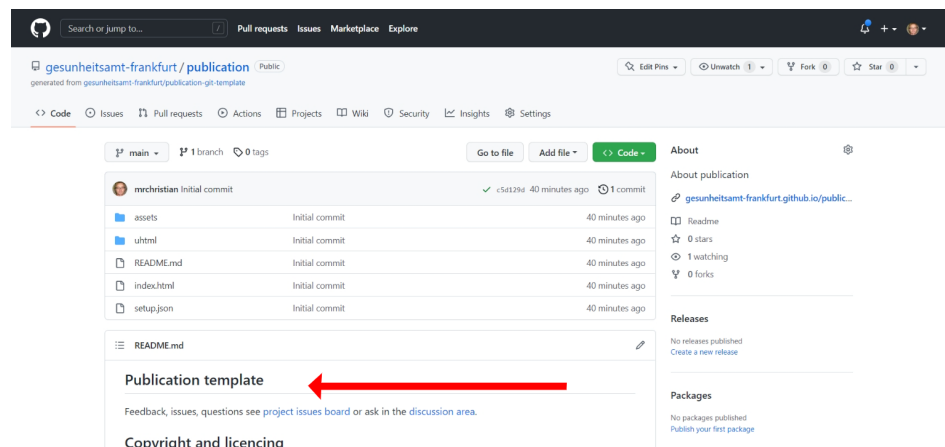 Search or jump to... / Pull requests Issues Marketplace Explore
gesunheitsamt-frankfurt / publication Public
generated from gesunheitsamt-frankfurt/publication-git-template
Edit Pins Unwatch 1 Fork 0 Star 0
Code Issues Pull requests Actions Projects Wiki Security Insights Settings
main 1 branch 0 tags Go to file Add file Code
mrchristian Initial commit c5d129d 40 minutes ago 1 commit
assets Initial commit 40 minutes ago
uhtml Initial commit 40 minutes ago
README.md Initial commit 40 minutes ago
index.html Initial commit 40 minutes ago
setup.json Initial commit 40 minutes ago
README.md
Publication template
Feedback, issues, questions see project issues board or ask in the discussion area.
Copyright and licencing
About
About publication
gesunheitsamt-frankfurt.github.io/public...
Readme
0 stars
1 watching
0 forks
Releases
No releases published
Create a new release
Packages
No packages published
Publish your first package